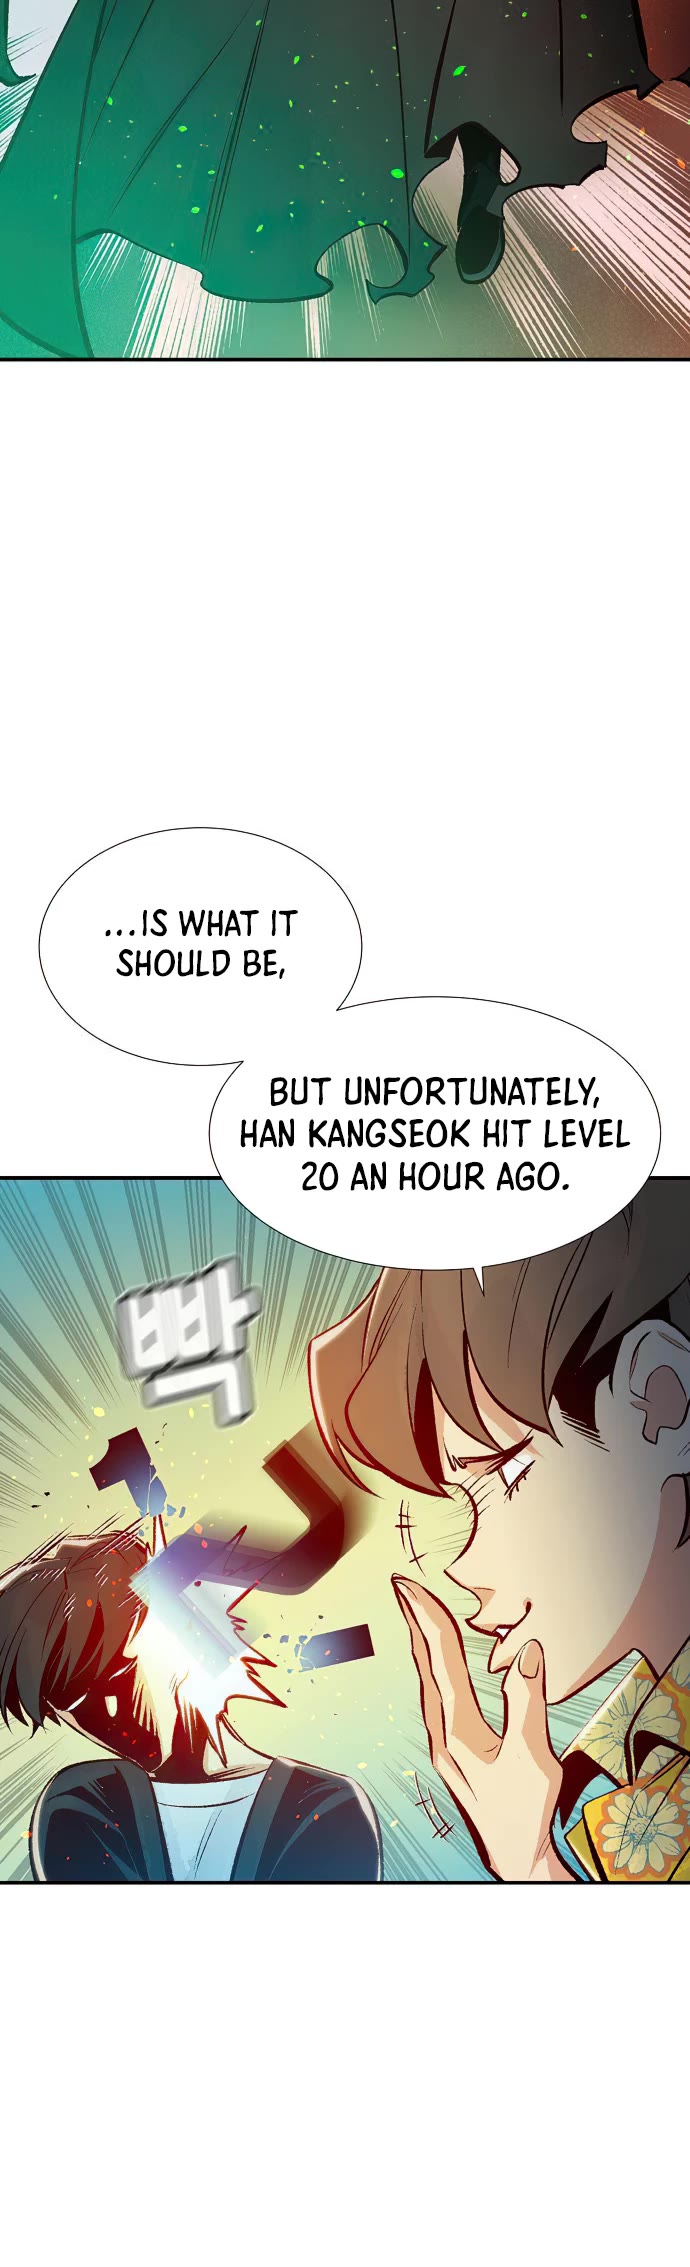 ...IS WHAT IT
SHOULD BE,
BUT UNFORTUNATELY,
HAN KANGSEOK HIT LEVEL
20 AN HOUR AGO.
빡